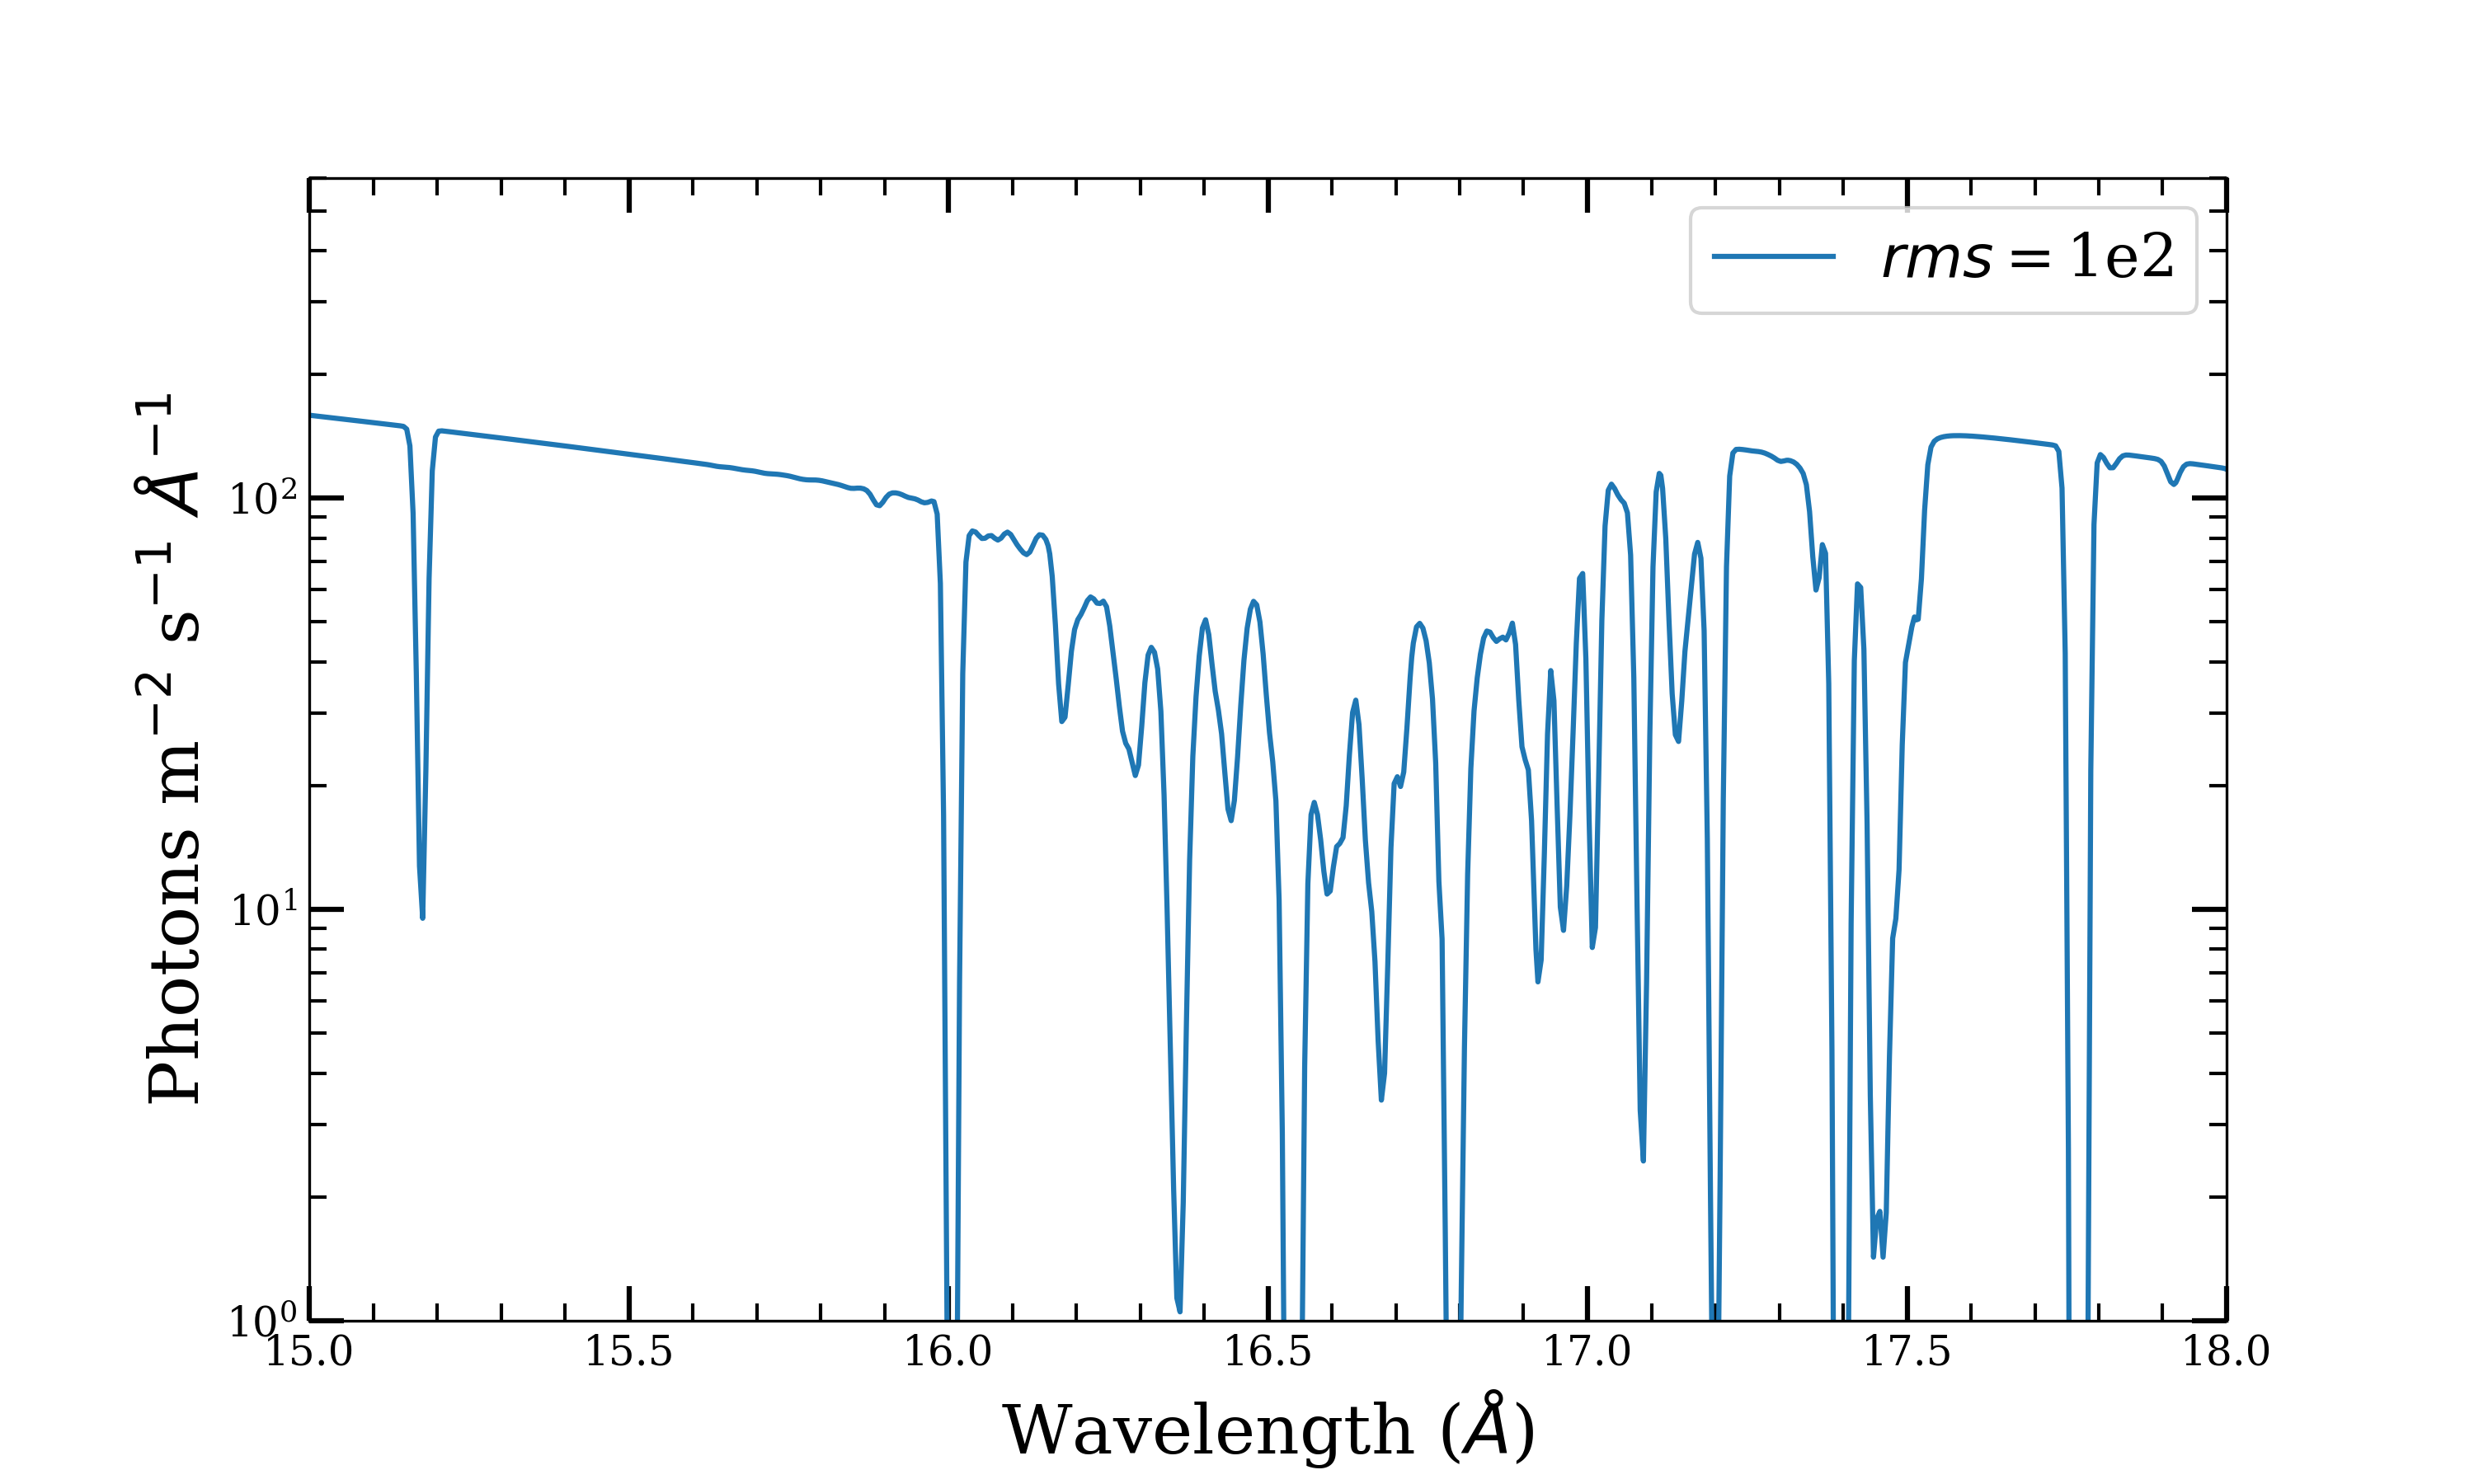 rms = 1e2
Photons m⁻² s⁻¹ Å⁻¹
10²
10¹
10⁰
15.0 15.5 16.0 16.5 17.0 17.5 18.0
Wavelength (Å)